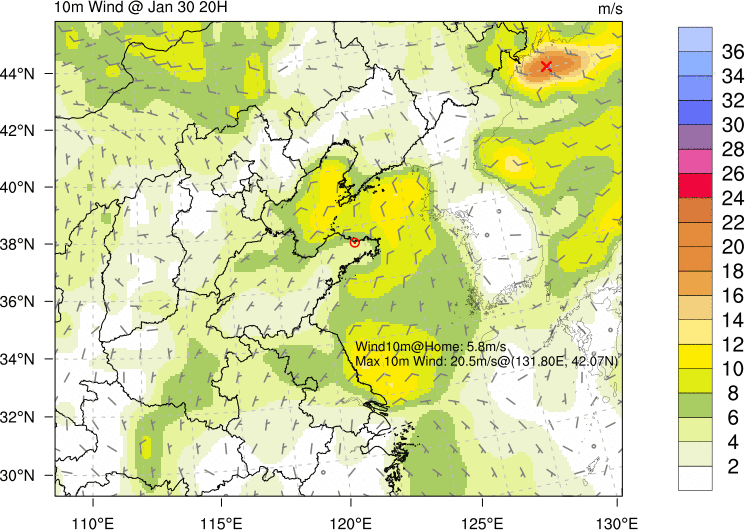 10m Wind @ Jan 30 20H
m/s
44°N
42°N
40°N
38°N
36°N
34°N
32°N
30°N
Wind10m@Home: 5.8m/s
Max 10m Wind: 20.5m/s@(131.80E, 42.07N)
110°E
115°E
120°E
125°E
130°E
36
34
32
30
28
26
24
22
20
18
16
14
12
10
8
6
4
2